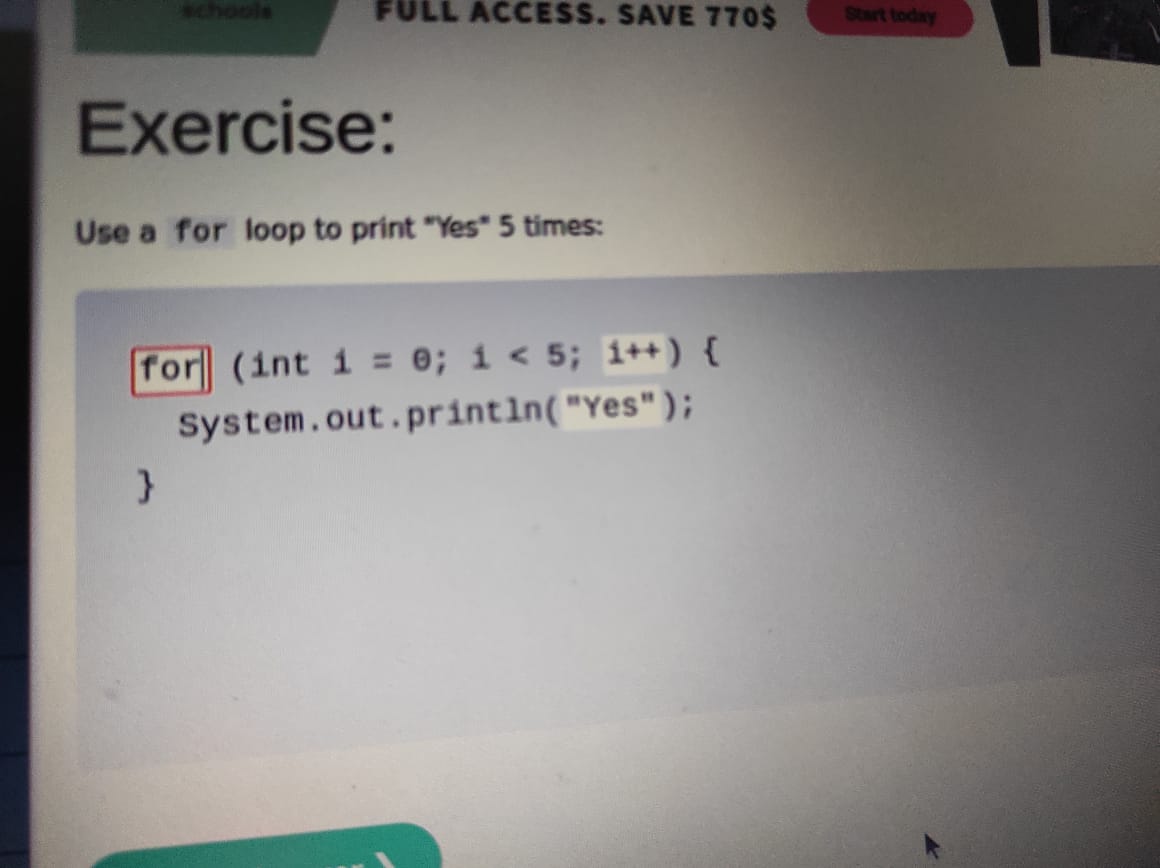 schools
FULL ACCESS. SAVE 770$
Start today
Exercise:
Use a for loop to print "Yes" 5 times:
for (int i = 0; i < 5; i++) {
System.out.println("Yes");
}